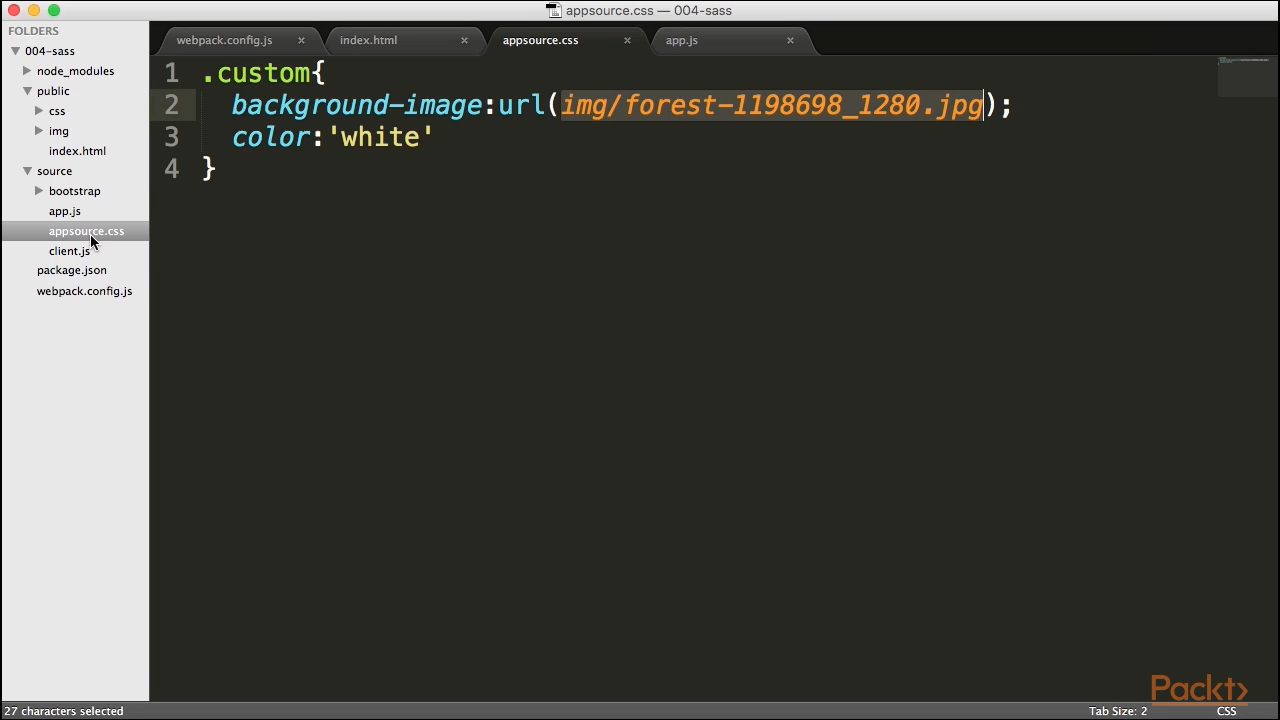 appsource.css — 004-sass
FOLDERS
004-sass
node_modules
public
css
img
index.html
source
bootstrap
app.js
appsource.css
client.js
package.json
webpack.config.js
webpack.config.js × index.html × appsource.css × app.js ×
1 .custom{
2 background-image:url(img/forest-1198698_1280.jpg);
3 color:'white'
4 }
Packt>
27 characters selected Tab Size: 2 CSS